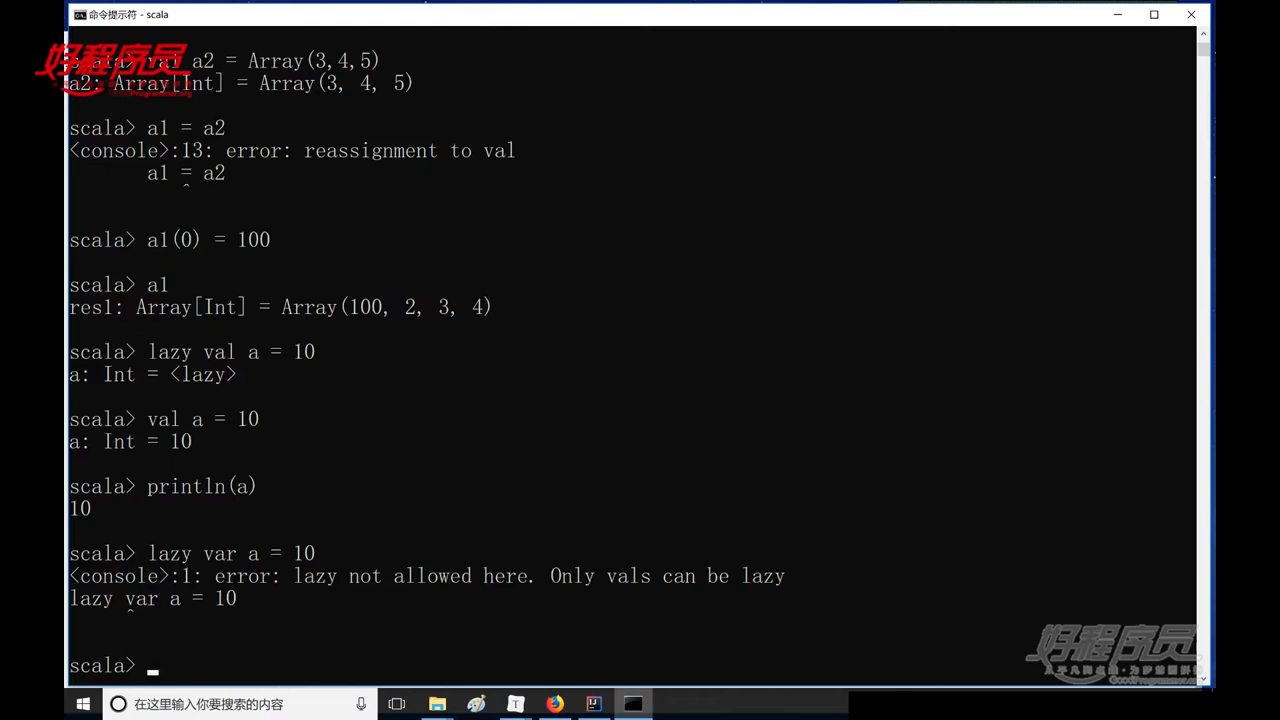 命令提示符 - scala
好程序员
scala> val a2 = Array(3,4,5)
a2: Array[Int] = Array(3, 4, 5)
scala> a1 = a2
<console>:13: error: reassignment to val
a1 = a2
^
scala> a1(0) = 100
scala> a1
res1: Array[Int] = Array(100, 2, 3, 4)
scala> lazy val a = 10
a: Int = <lazy>
scala> val a = 10
a: Int = 10
scala> println(a)
10
scala> lazy var a = 10
<console>:1: error: lazy not allowed here. Only vals can be lazy
lazy var a = 10
^
scala>
好程序员
GoodProgrammer.org
在这里输入你要搜索的内容